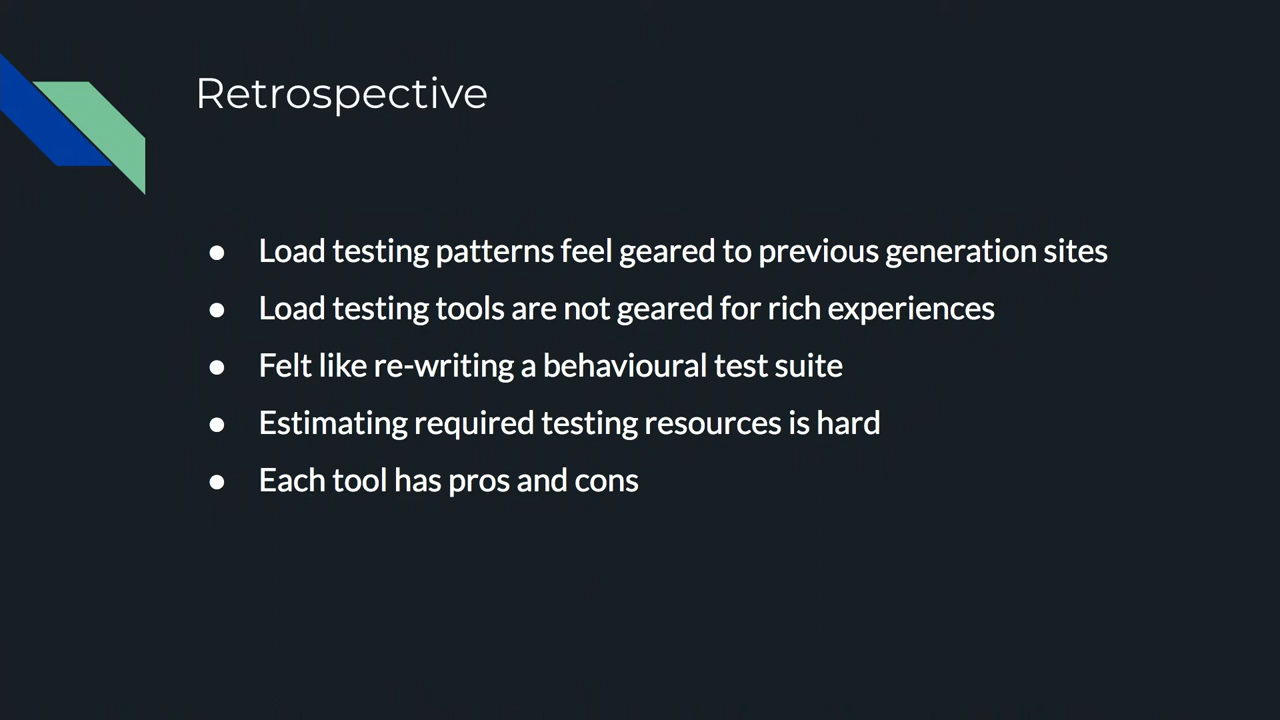 Retrospective
● Load testing patterns feel geared to previous generation sites
● Load testing tools are not geared for rich experiences
● Felt like re-writing a behavioural test suite
● Estimating required testing resources is hard
● Each tool has pros and cons